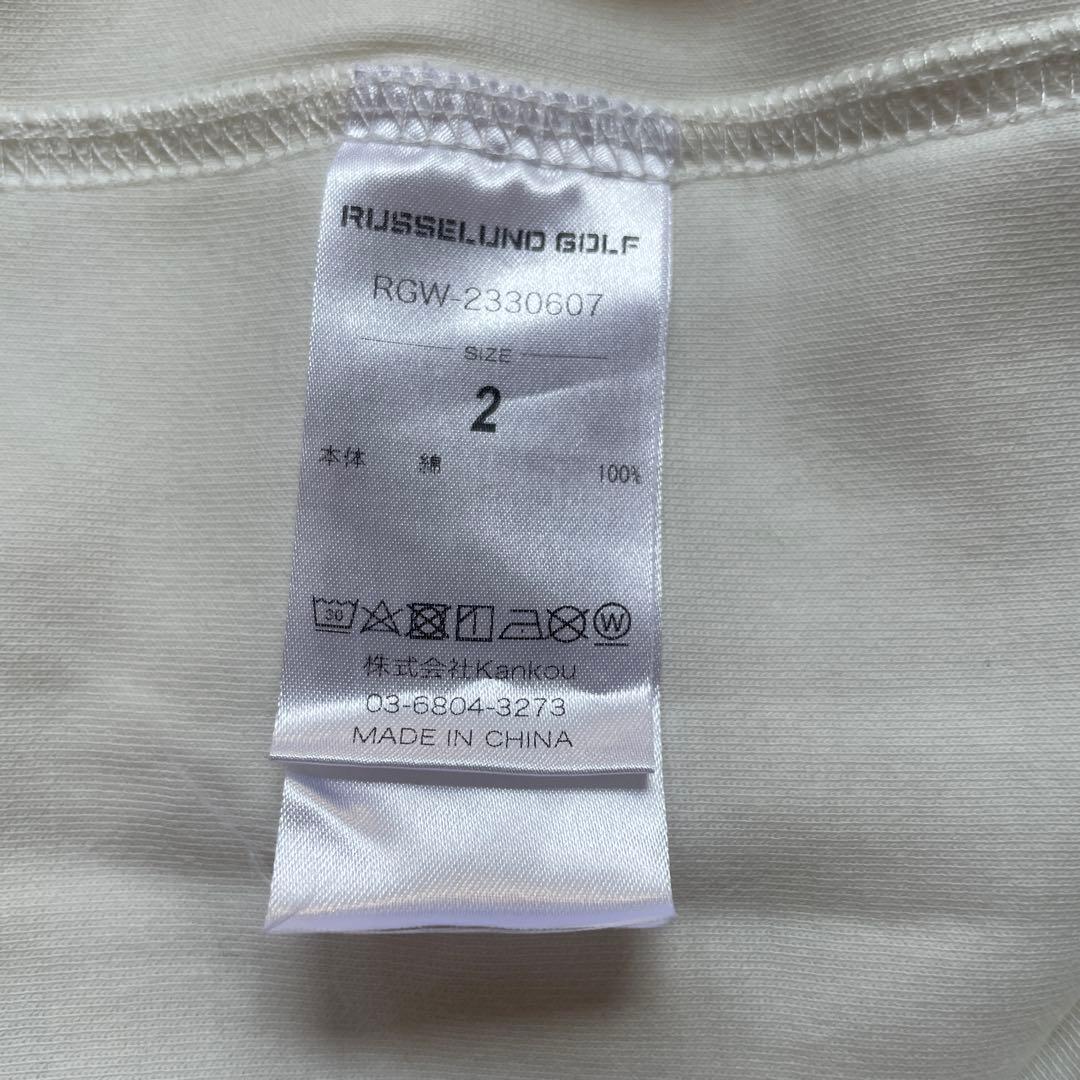 RUSSELUNO GOLF
RGW-2330607
SIZE
2
本体 綿 100%
30 W
株式会社Kankou
03-6804-3273
MADE IN CHINA